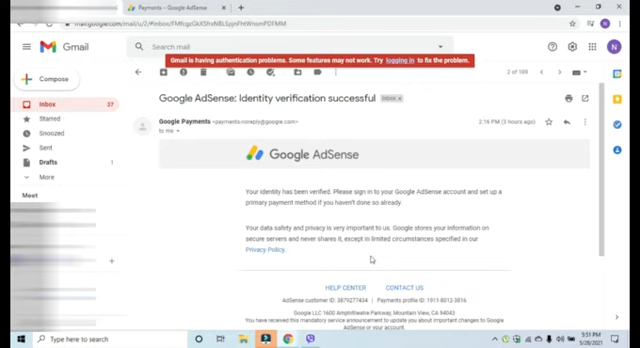 Payments – Google AdSense
mail.google.com/mail/u/2/#inbox/FMfcgzGkXSfnxNBLSpjnFhtWnsmPDFMM
Gmail
Search mail
N
Gmail is having authentication problems. Some features may not work. Try logging in to fix the problem.
Compose
2 of 199
Inbox 37
Starred
Snoozed
Sent
Drafts 1
More
Meet
Google AdSense: Identity verification successful Inbox ×
Google Payments <payments-noreply@google.com>
2:16 PM (3 hours ago)
to me
Google AdSense
Your identity has been verified. Please sign in to your Google AdSense account and set up a
primary payment method if you haven't done so already.
Your data safety and privacy is very important to us. Google stores your information on
secure servers and never shares it, except in limited circumstances specified in our
Privacy Policy.
HELP CENTER CONTACT US
AdSense customer ID: 3879277434 | Payments profile ID: 1911-8012-3816
Google LLC 1600 Amphitheatre Parkway, Mountain View, CA 94043
You have received this mandatory service announcement to update you about important changes to Google
AdSense or your account.
Type here to search
9:51 PM
5/28/2021